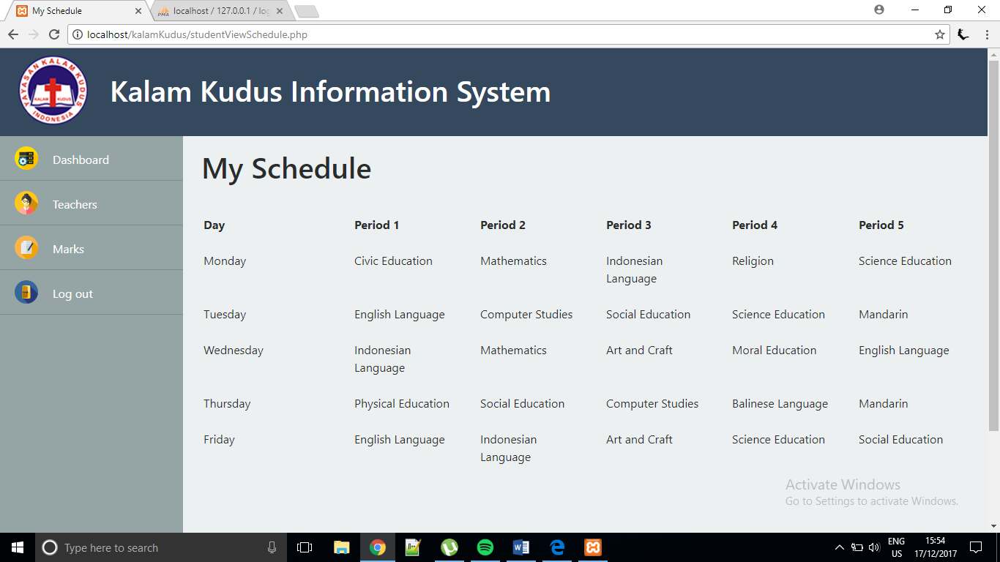 My Schedule
localhost / 127.0.0.1 / log
localhost/kalamKudus/studentViewSchedule.php
YAYASAN KALAM KUDUS
KALAM KUDUS
INDONESIA
Kalam Kudus Information System
Dashboard
Teachers
Marks
Log out
My Schedule
Day Period 1 Period 2 Period 3 Period 4 Period 5
Monday Civic Education Mathematics Indonesian Language Religion Science Education
Tuesday English Language Computer Studies Social Education Science Education Mandarin
Wednesday Indonesian Language Mathematics Art and Craft Moral Education English Language
Thursday Physical Education Social Education Computer Studies Balinese Language Mandarin
Friday English Language Indonesian Language Art and Craft Science Education Social Education
Activate Windows
Go to Settings to activate Windows.
Type here to search
ENG
US
15:54
17/12/2017